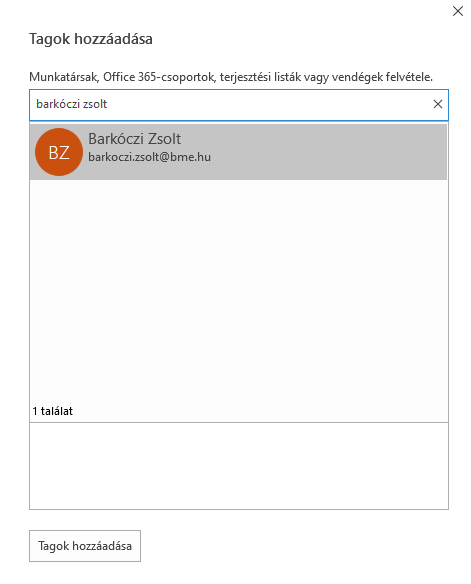 Tagok hozzáadása
Munkatársak, Office 365-csoportok, terjesztési listák vagy vendégek felvétele.
barkóczi zsolt
BZ
Barkóczi Zsolt
barkoczi.zsolt@bme.hu
1 találat
Tagok hozzáadása